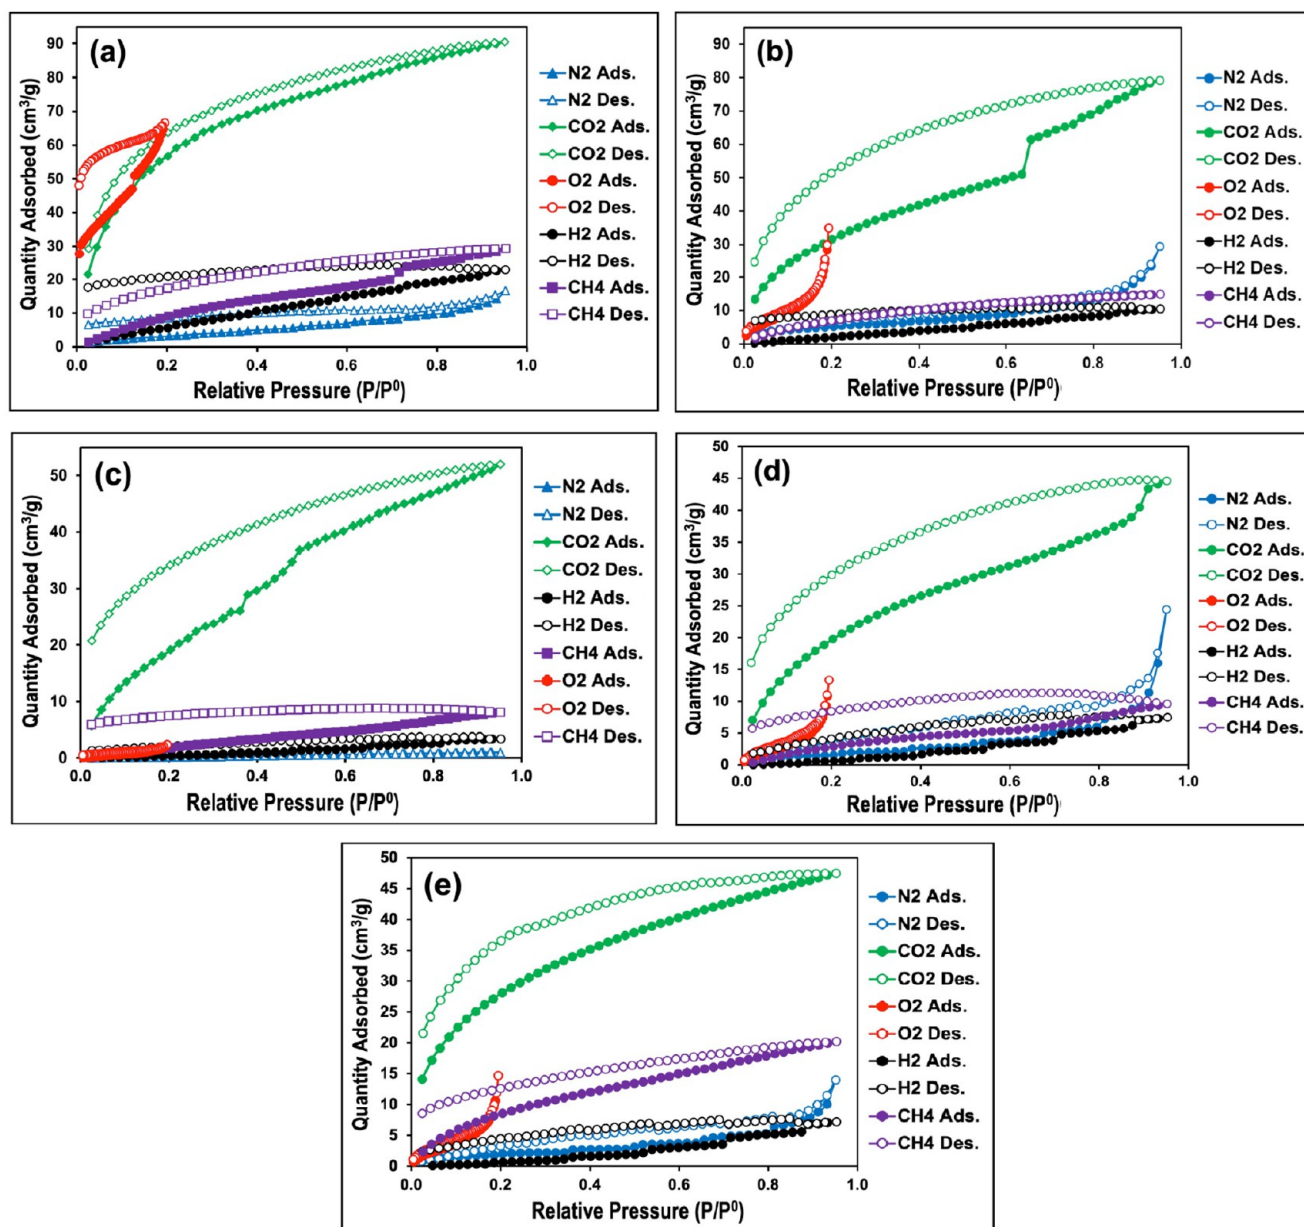 (a)
Quantity Adsorbed (cm³/g)
90
80
70
60
50
40
30
20
10
0
0.0 0.2 0.4 0.6 0.8 1.0
Relative Pressure (P/P⁰)
N2 Ads.
N2 Des.
CO2 Ads.
CO2 Des.
O2 Ads.
O2 Des.
H2 Ads.
H2 Des.
CH4 Ads.
CH4 Des.
(b)
Quantity Adsorbed (cm³/g)
90
80
70
60
50
40
30
20
10
0
0.0 0.2 0.4 0.6 0.8 1.0
Relative Pressure (P/P⁰)
N2 Ads.
N2 Des.
CO2 Ads.
CO2 Des.
O2 Ads.
O2 Des.
H2 Ads.
H2 Des.
CH4 Ads.
CH4 Des.
(c)
Quantity Adsorbed (cm³/g)
50
40
30
20
10
0
0.0 0.2 0.4 0.6 0.8 1.0
Relative Pressure (P/P⁰)
N2 Ads.
N2 Des.
CO2 Ads.
CO2 Des.
H2 Ads.
H2 Des.
CH4 Ads.
O2 Ads.
O2 Des.
CH4 Des.
(d)
Quantity Adsorbed (cm³/g)
50
45
40
35
30
25
20
15
10
5
0
0.0 0.2 0.4 0.6 0.8 1.0
Relative Pressure (P/P⁰)
N2 Ads.
N2 Des.
CO2 Ads.
CO2 Des.
O2 Ads.
O2 Des.
H2 Ads.
H2 Des.
CH4 Ads.
CH4 Des.
(e)
Quantity Adsorbed (cm³/g)
50
45
40
35
30
25
20
15
10
5
0
0.0 0.2 0.4 0.6 0.8 1.0
Relative Pressure (P/P⁰)
N2 Ads.
N2 Des.
CO2 Ads.
CO2 Des.
O2 Ads.
O2 Des.
H2 Ads.
H2 Des.
CH4 Ads.
CH4 Des.